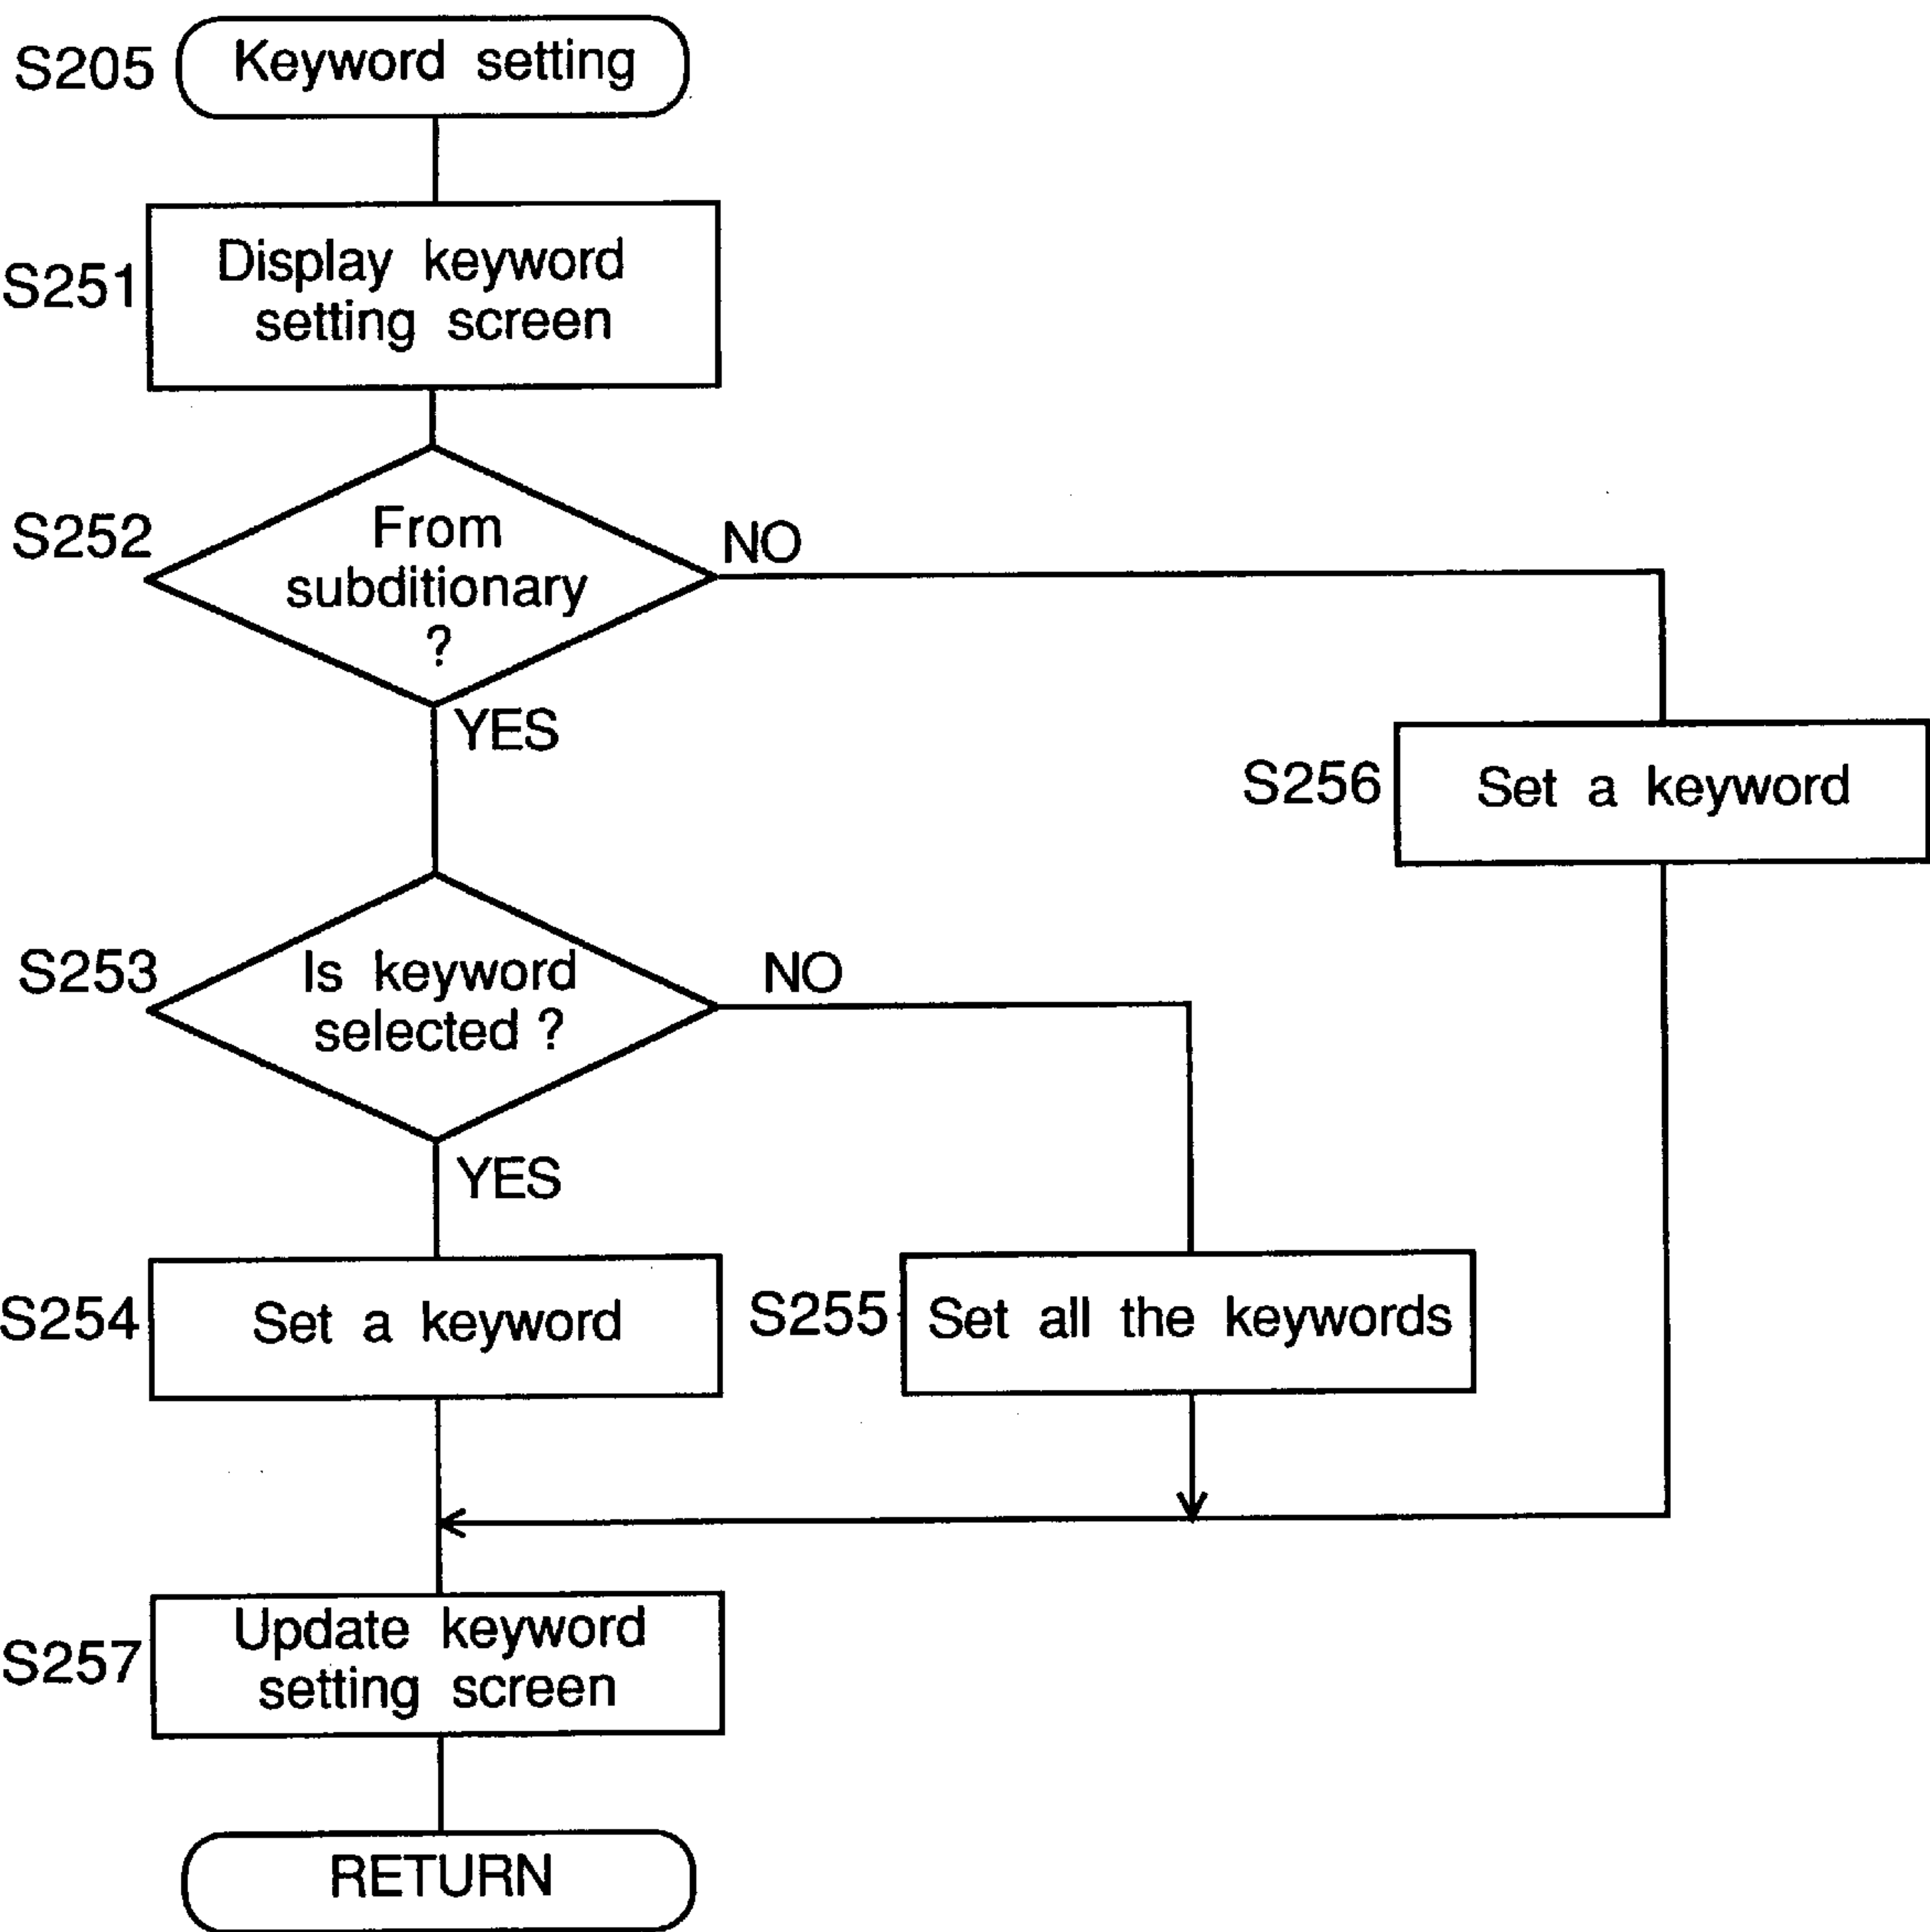 S205
Keyword setting
S251
Display keyword
setting screen
S252
From
subditionary
?
NO
YES
S256
Set a keyword
S253
Is keyword
selected ?
NO
YES
S254
Set a keyword
S255
Set all the keywords
S257
Update keyword
setting screen
RETURN